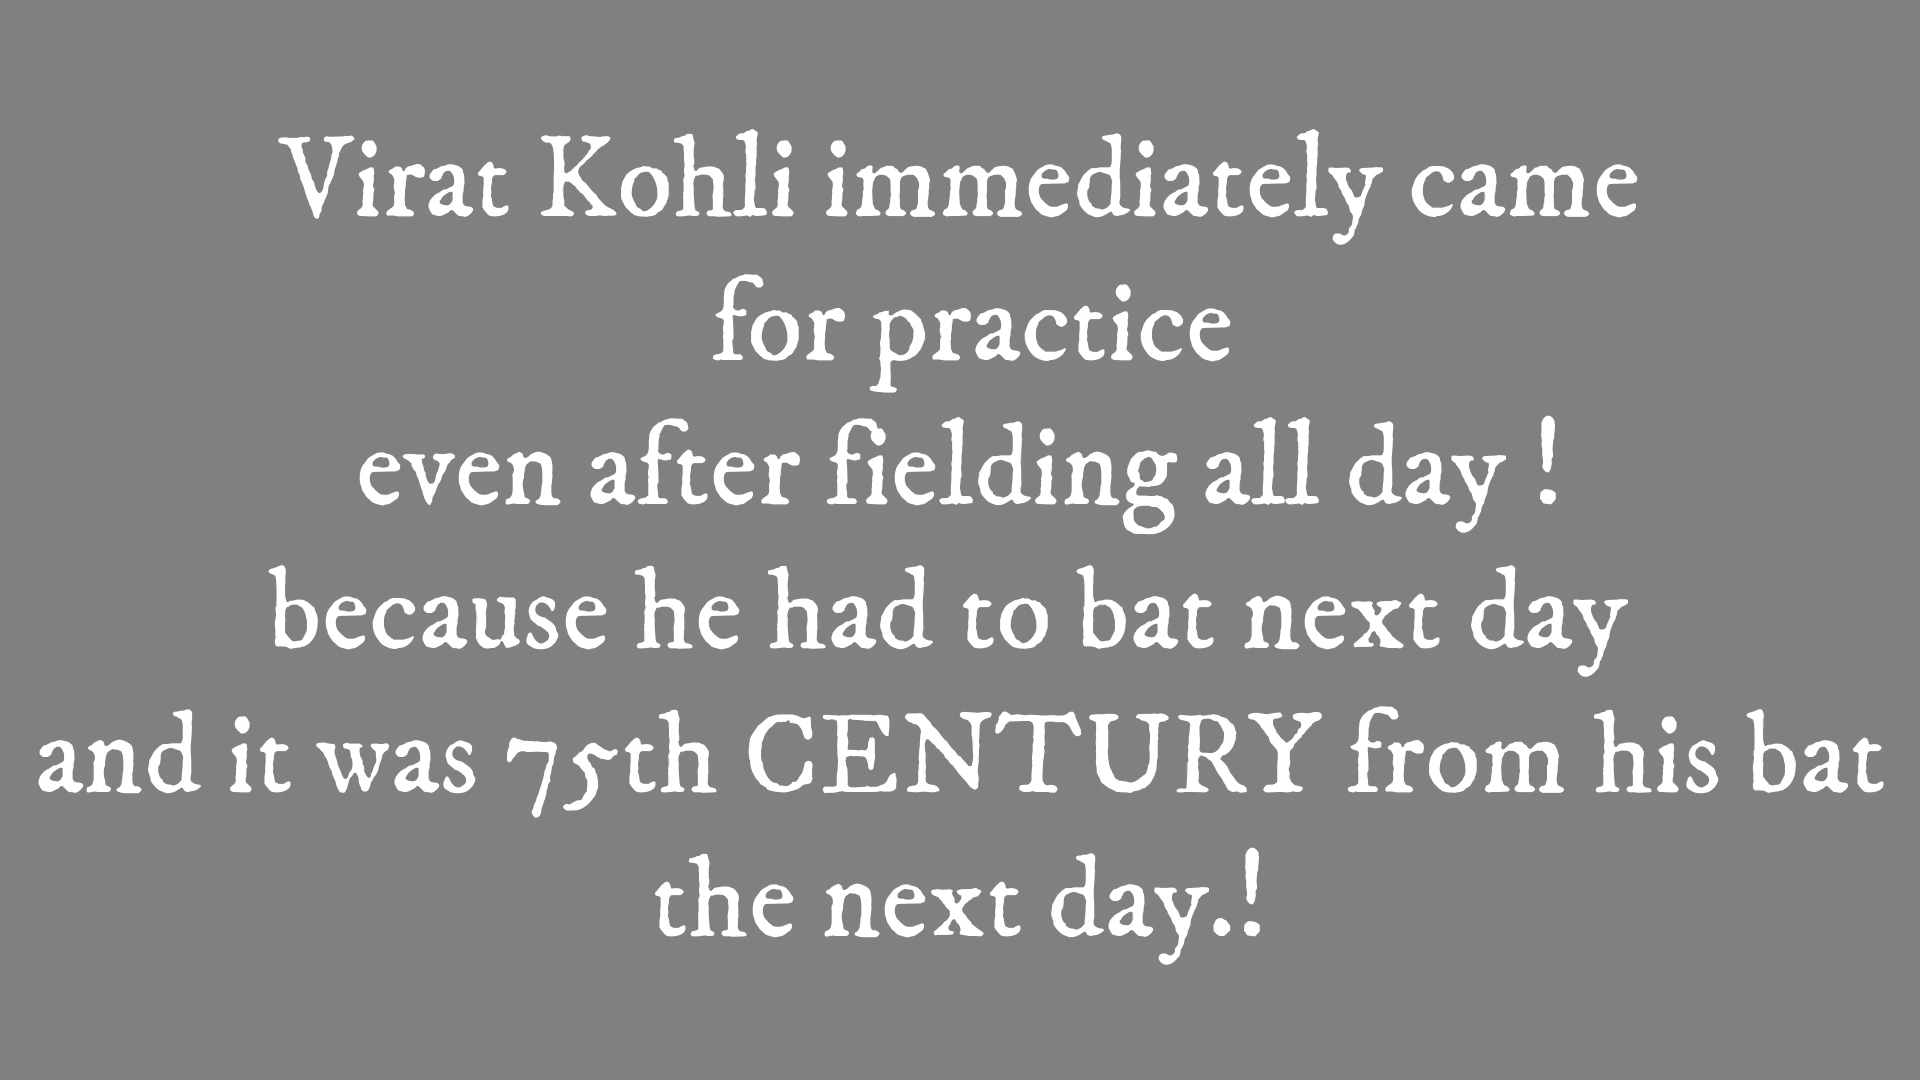 Virat Kohli immediately came
for practice
even after fielding all day !
because he had to bat next day
and it was 75th CENTURY from his bat
the next day.!